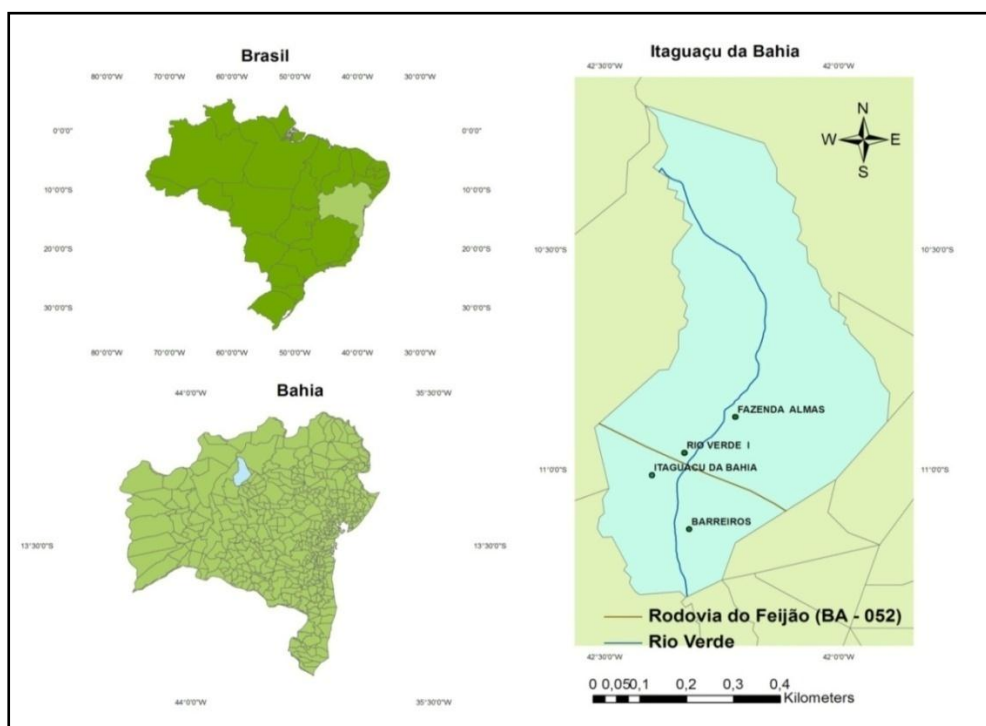 Brasil
80°0'0"W 70°0'0"W 60°0'0"W 50°0'0"W 40°0'0"W 30°0'0"W
0°0'0" 0°0'0"
10°0'0"S 10°0'0"S
20°0'0"S 20°0'0"S
30°0'0"S 30°0'0"S
80°0'0"W 70°0'0"W 60°0'0"W 50°0'0"W 40°0'0"W 30°0'0"W
Bahia
44°0'0"W 35°30'0"W
13°30'0"S 13°30'0"S
44°0'0"W 35°30'0"W
Itaguaçu da Bahia
42°30'0"W 42°0'0"W
N
W E
S
10°30'0"S 10°30'0"S
FAZENDA ALMAS
RIO VERDE I
11°0'0"S ITAGUAÇU DA BAHIA 11°0'0"S
BARREIROS
Rodovia do Feijão (BA - 052)
Rio Verde
42°30'0"W 42°0'0"W
0 0,05 0,1 0,2 0,3 0,4
Kilometers